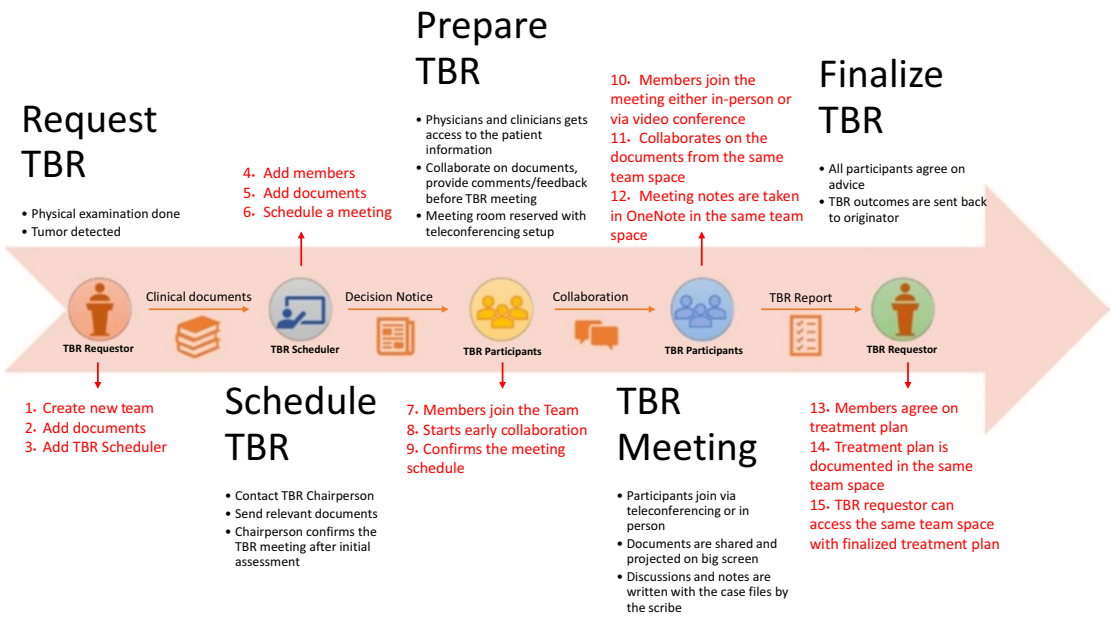 Request
TBR
• Physical examination done
• Tumor detected
4. Add members
5. Add documents
6. Schedule a meeting
Prepare
TBR
• Physicians and clinicians gets
access to the patient
information
• Collaborate on documents,
provide comments/feedback
before TBR meeting
• Meeting room reserved with
teleconferencing setup
10. Members join the
meeting either in-person or
via video conference
11. Collaborates on the
documents from the same
team space
12. Meeting notes are taken
in OneNote in the same team
space
Finalize
TBR
• All participants agree on
advice
• TBR outcomes are sent back
to originator
TBR Requestor
Clinical documents
TBR Scheduler
Decision Notice
TBR Participants
Collaboration
TBR Participants
TBR Report
TBR Requestor
1. Create new team
2. Add documents
3. Add TBR Scheduler
Schedule
TBR
• Contact TBR Chairperson
• Send relevant documents
• Chairperson confirms the
TBR meeting after initial
assessment
7. Members join the Team
8. Starts early collaboration
9. Confirms the meeting
schedule
TBR
Meeting
• Participants join via
teleconferencing or in
person
• Documents are shared and
projected on big screen
• Discussions and notes are
written with the case files by
the scribe
13. Members agree on
treatment plan
14. Treatment plan is
documented in the same
team space
15. TBR requestor can
access the same team space
with finalized treatment plan